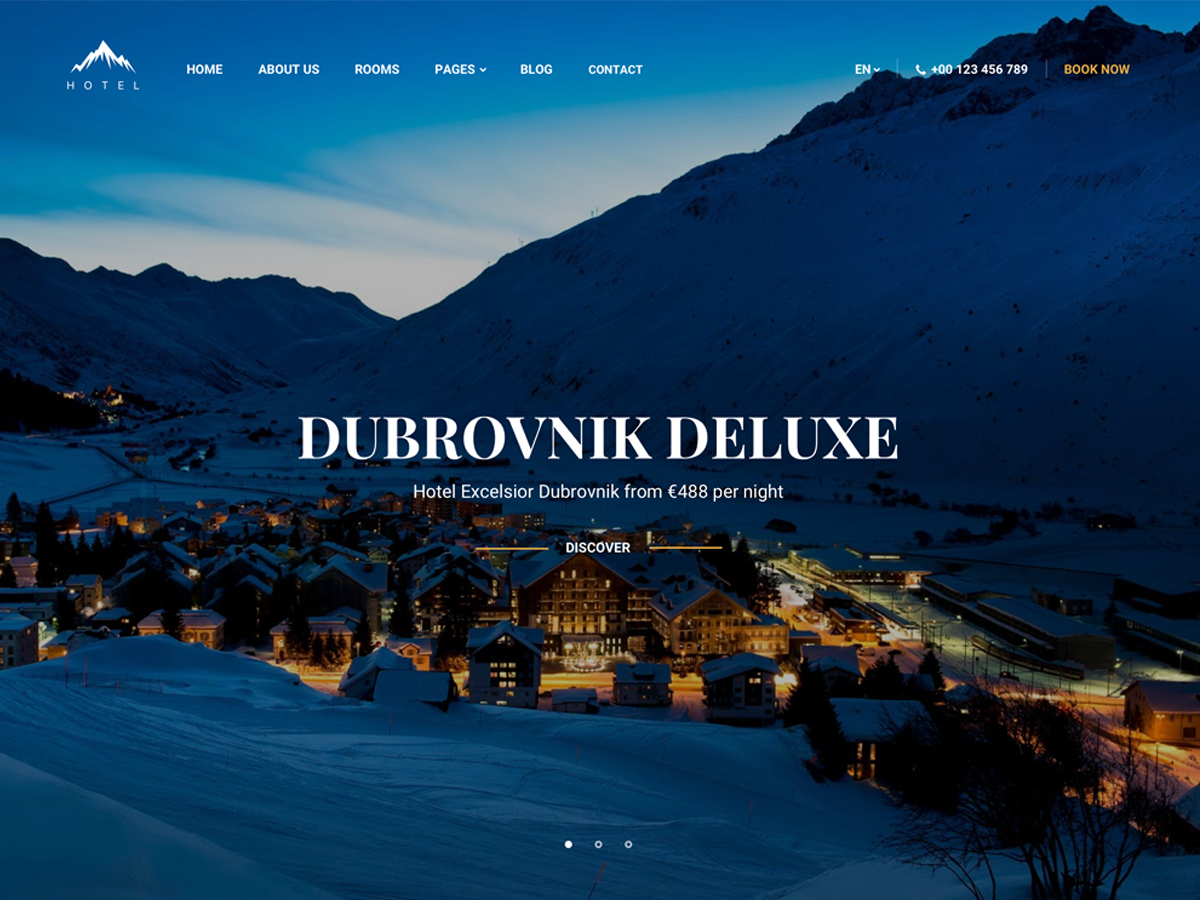 HOME ABOUT US ROOMS PAGES BLOG CONTACT EN +00 123 456 789 BOOK NOW
HOTEL
DUBROVNIK DELUXE
Hotel Excelsior Dubrovnik from €488 per night
DISCOVER